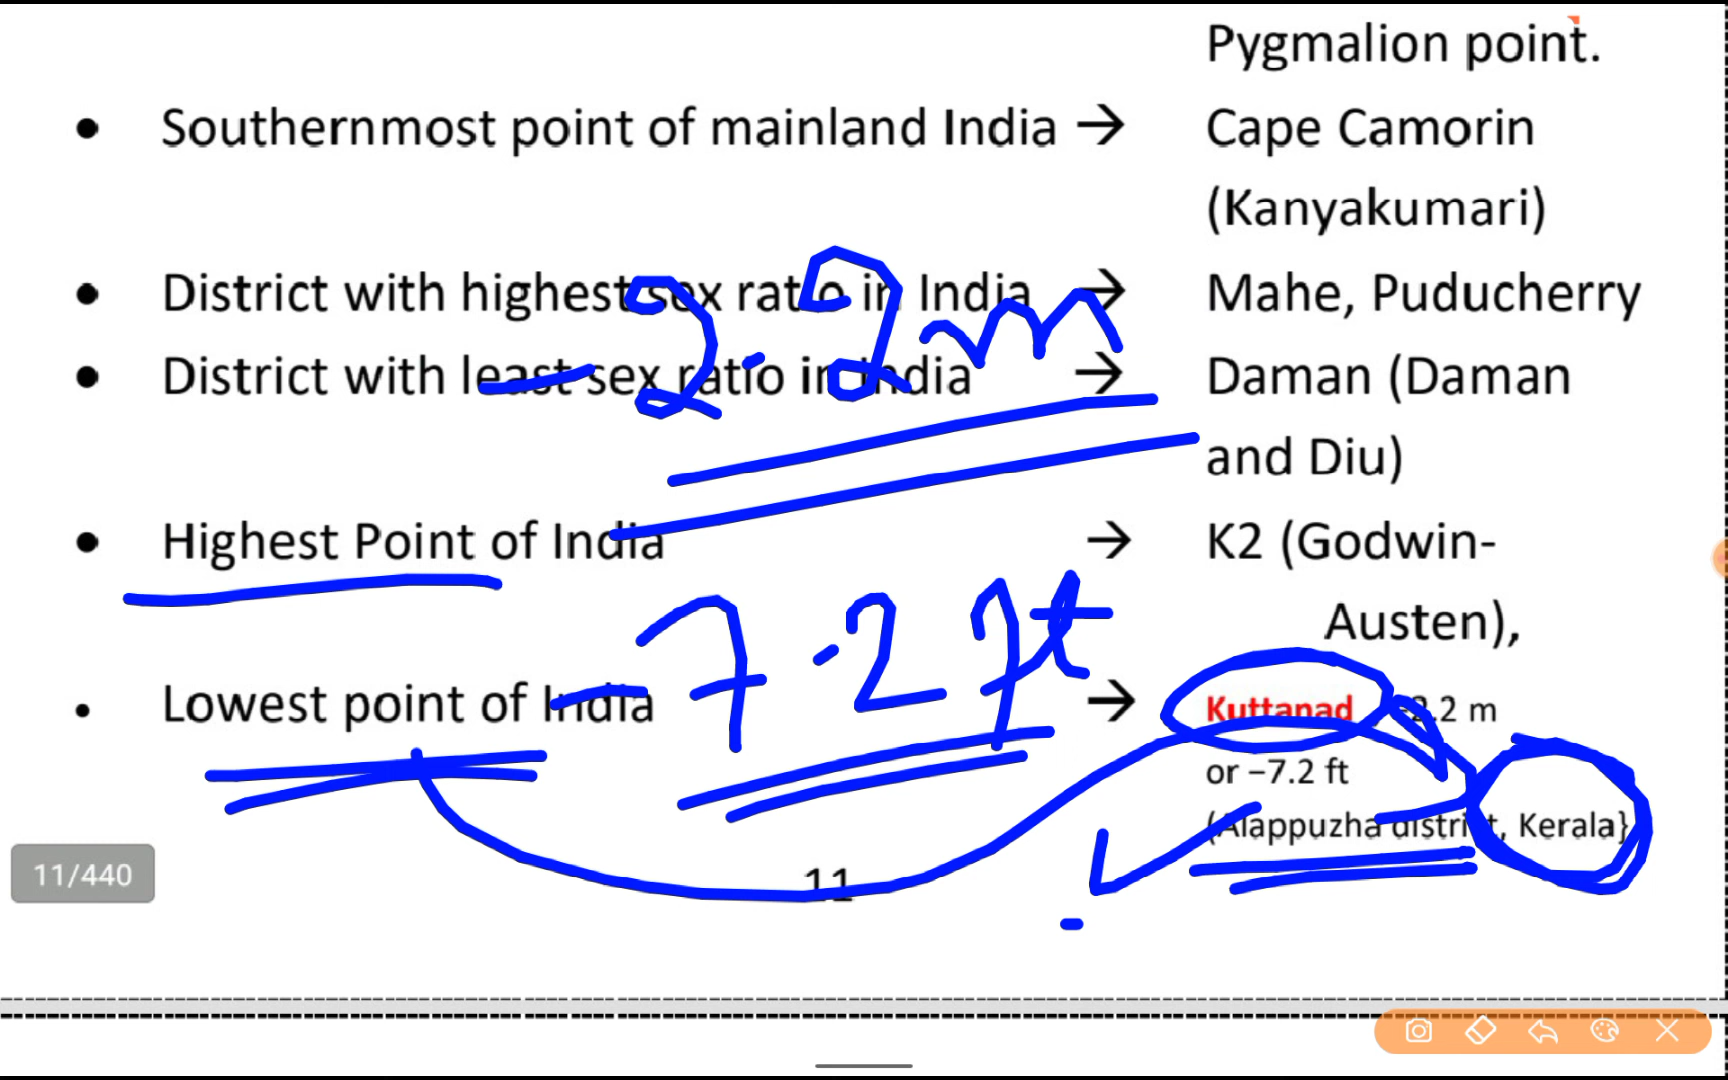 Pygmalion point.
• Southernmost point of mainland India → Cape Camorin
(Kanyakumari)
• District with highest sex ratio in India → Mahe, Puducherry
• District with least sex ratio in India → Daman (Daman
and Diu)
-2.2m
• Highest Point of India → K2 (Godwin-
Austen),
-7.2 ft
• Lowest point of India → Kuttanad −2.2 m
or −7.2 ft
(Alappuzha district, Kerala}
11/440
11